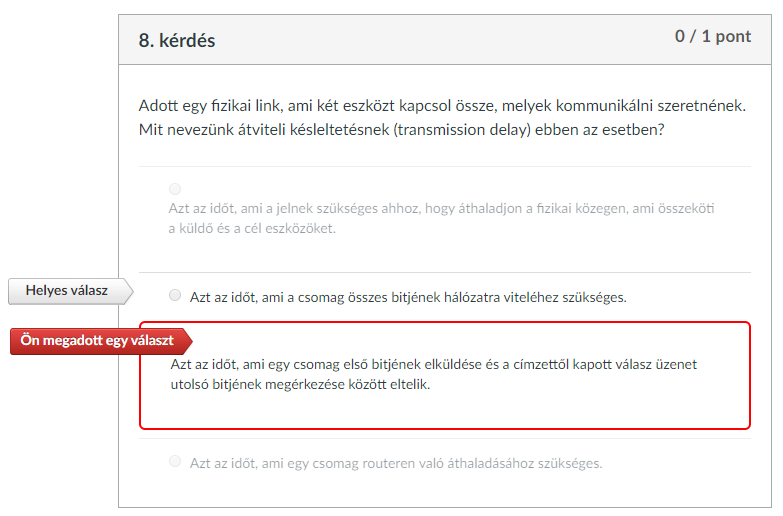 8. kérdés
0 / 1 pont
Adott egy fizikai link, ami két eszközt kapcsol össze, melyek kommunikálni szeretnének.
Mit nevezünk átviteli késleltetésnek (transmission delay) ebben az esetben?
Azt az időt, ami a jelnek szükséges ahhoz, hogy áthaladjon a fizikai közegen, ami összeköti
a küldő és a cél eszközöket.
Helyes válasz
Azt az időt, ami a csomag összes bitjének hálózatra viteléhez szükséges.
Ön megadott egy választ
Azt az időt, ami egy csomag első bitjének elküldése és a címzettől kapott válasz üzenet
utolsó bitjének megérkezése között eltelik.
Azt az időt, ami egy csomag routeren való áthaladásához szükséges.